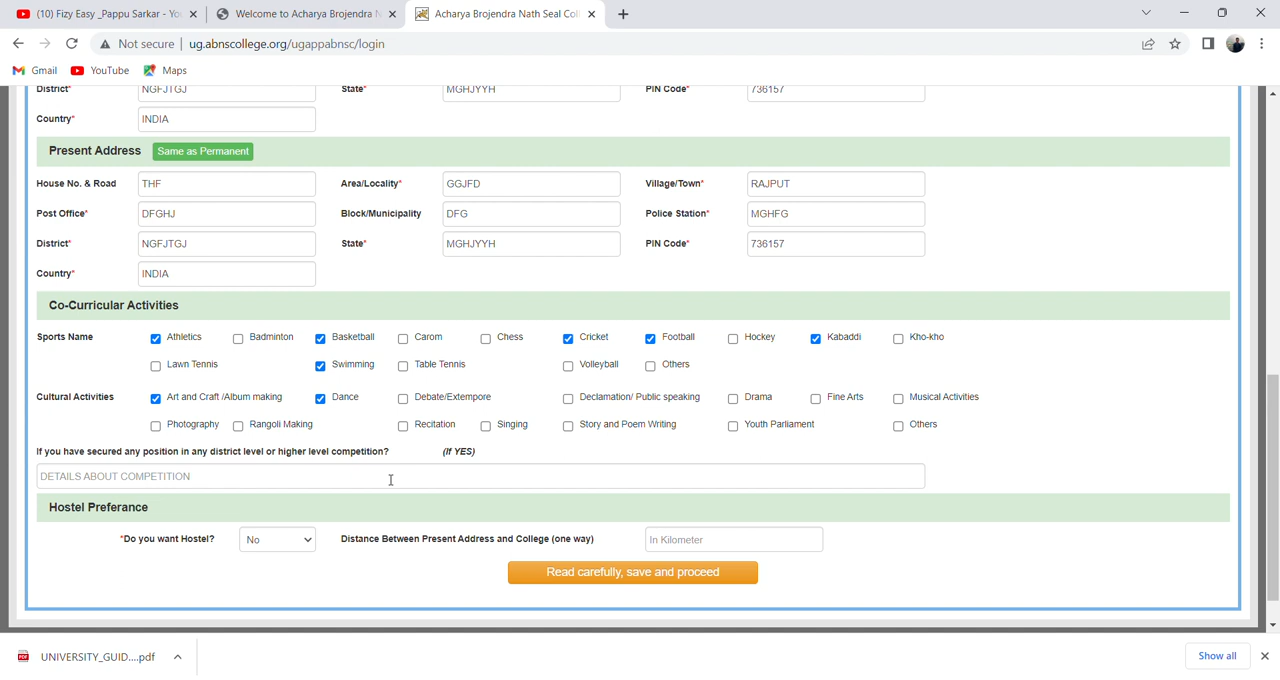 (10) Fizy Easy _Pappu Sarkar - Yo
Welcome to Acharya Brojendra N
Acharya Brojendra Nath Seal Col
Not secure | ug.abnscollege.org/ugappabnsc/login
Gmail YouTube Maps
District* NGFJTGJ State* MGHJYYH PIN Code* 736157
Country* INDIA
Present Address Same as Permanent
House No. & Road THF Area/Locality* GGJFD Village/Town* RAJPUT
Post Office* DFGHJ Block/Municipality DFG Police Station* MGHFG
District* NGFJTGJ State* MGHJYYH PIN Code* 736157
Country* INDIA
Co-Curricular Activities
Sports Name Athletics Badminton Basketball Carom Chess Cricket Football Hockey Kabaddi Kho-kho
Lawn Tennis Swimming Table Tennis Volleyball Others
Cultural Activities Art and Craft /Album making Dance Debate/Extempore Declamation/ Public speaking Drama Fine Arts Musical Activities
Photography Rangoli Making Recitation Singing Story and Poem Writing Youth Parliament Others
If you have secured any position in any district level or higher level competition? (If YES)
DETAILS ABOUT COMPETITION
Hostel Preferance
*Do you want Hostel? No Distance Between Present Address and College (one way) In Kilometer
Read carefully, save and proceed
UNIVERSITY_GUID....pdf Show all